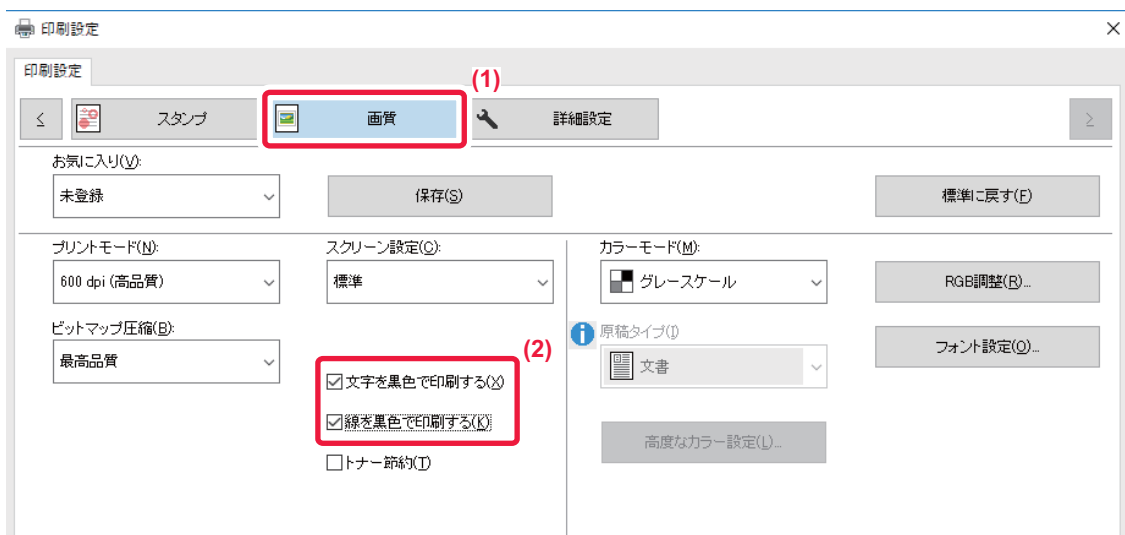 印刷設定
印刷設定
(1)
< スタンプ 画質 詳細設定 >
お気に入り(V):
未登録 保存(S) 標準に戻す(F)
プリントモード(N): スクリーン設定(C): カラーモード(M):
600 dpi (高品質) 標準 グレースケール RGB調整(R)...
ビットマップ圧縮(B): 原稿タイプ(I)
最高品質 (2) 文書 フォント設定(O)...
文字を黒色で印刷する(X)
線を黒色で印刷する(K)
高度なカラー設定(L)...
トナー節約(T)